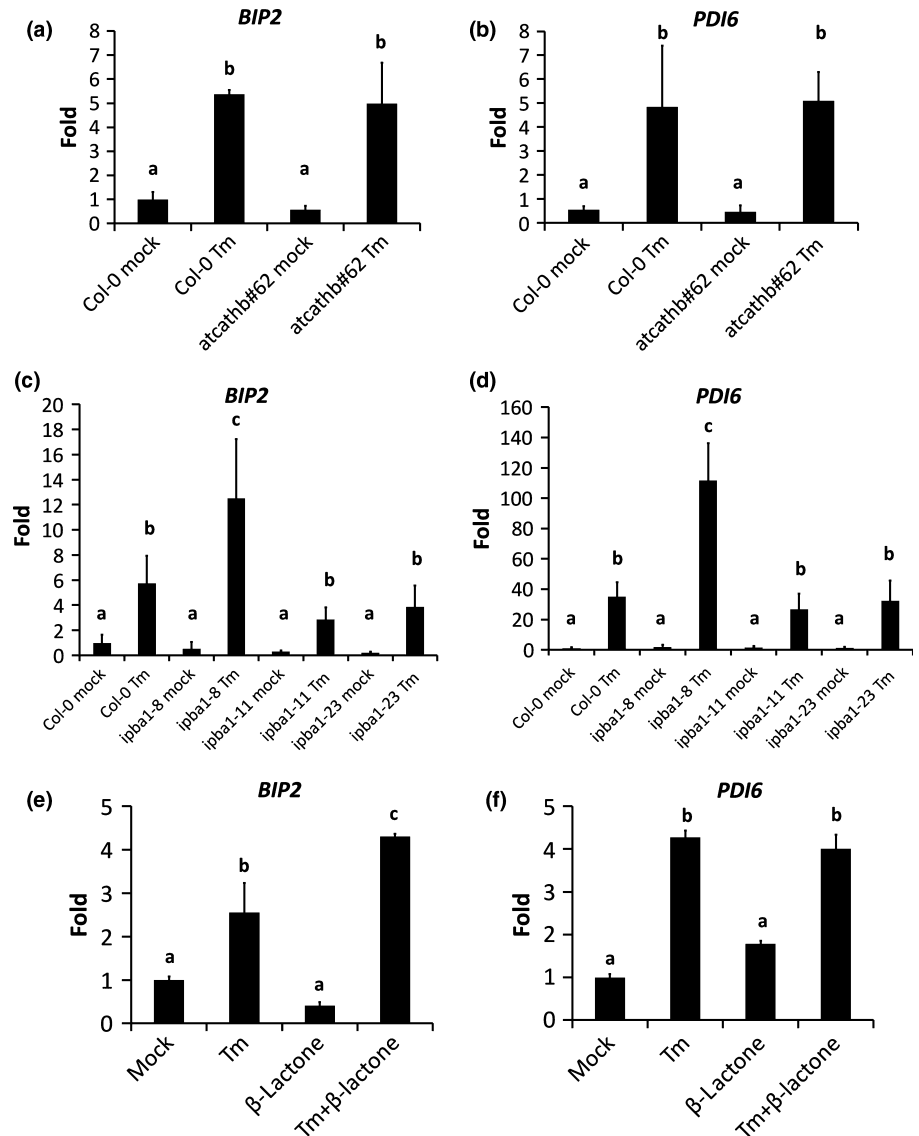 (a)
BIP2
Fold
8
7
6
5
4
3
2
1
0
a
b
a
b
Col-0 mock
Col-0 Tm
atcathb#62 mock
atcathb#62 Tm
(b)
PDI6
Fold
8
7
6
5
4
3
2
1
0
a
b
a
b
Col-0 mock
Col-0 Tm
atcathb#62 mock
atcathb#62 Tm
(c)
BIP2
Fold
20
18
16
14
12
10
8
6
4
2
0
a
b
a
c
a
b
a
b
Col-0 mock
Col-0 Tm
ipba1-8 mock
ipba1-8 Tm
ipba1-11 mock
ipba1-11 Tm
ipba1-23 mock
ipba1-23 Tm
(d)
PDI6
Fold
160
140
120
100
80
60
40
20
0
a
b
a
c
a
b
a
b
Col-0 mock
Col-0 Tm
ipba1-8 mock
ipba1-8 Tm
ipba1-11 mock
ipba1-11 Tm
ipba1-23 mock
ipba1-23 Tm
(e)
BIP2
Fold
5
4
3
2
1
0
a
b
a
c
Mock
Tm
β-Lactone
Tm+β-lactone
(f)
PDI6
Fold
5
4
3
2
1
0
a
b
a
b
Mock
Tm
β-Lactone
Tm+β-lactone